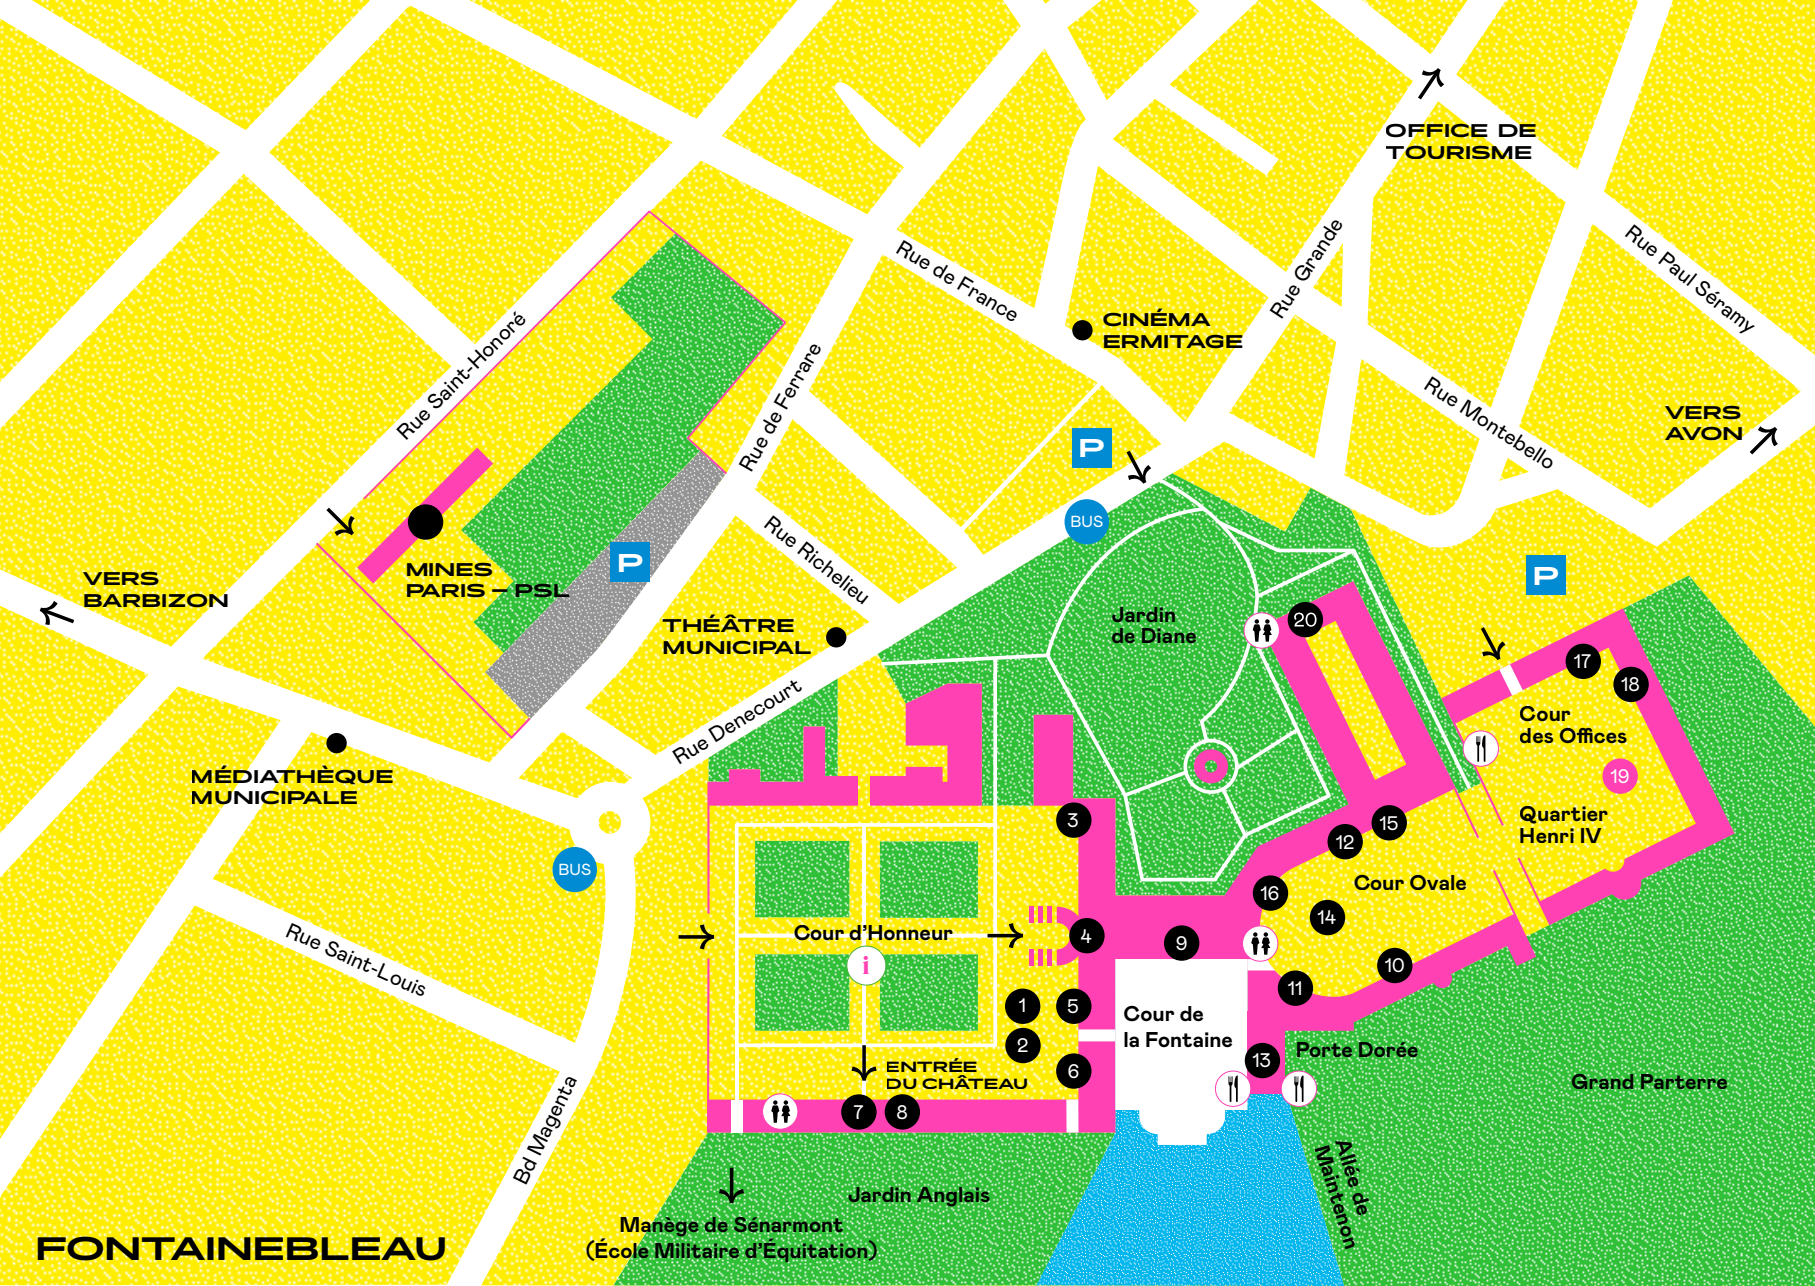 OFFICE DE
TOURISME
Rue de France
Rue Grande
Rue Paul Séramy
CINÉMA
ERMITAGE
Rue Saint-Honoré
Rue de Ferrare
Rue Montebello
VERS
AVON
P
BUS
MINES
PARIS – PSL
P
Rue Richelieu
P
VERS
BARBIZON
THÉÂTRE
MUNICIPAL
Jardin
de Diane
20
17
18
Rue Denecourt
Cour
des Offices
19
MÉDIATHÈQUE
MUNICIPALE
BUS
3
15
12
Quartier
Henri IV
Cour Ovale
16
14
Rue Saint-Louis
Cour d'Honneur
i
4
9
10
11
1
5
2
6
Cour de
la Fontaine
13
Porte Dorée
Grand Parterre
ENTRÉE
DU CHÂTEAU
7
8
Bd Magenta
Allée de
Maintenon
Jardin Anglais
Manège de Sénarmont
(École Militaire d'Équitation)
FONTAINEBLEAU